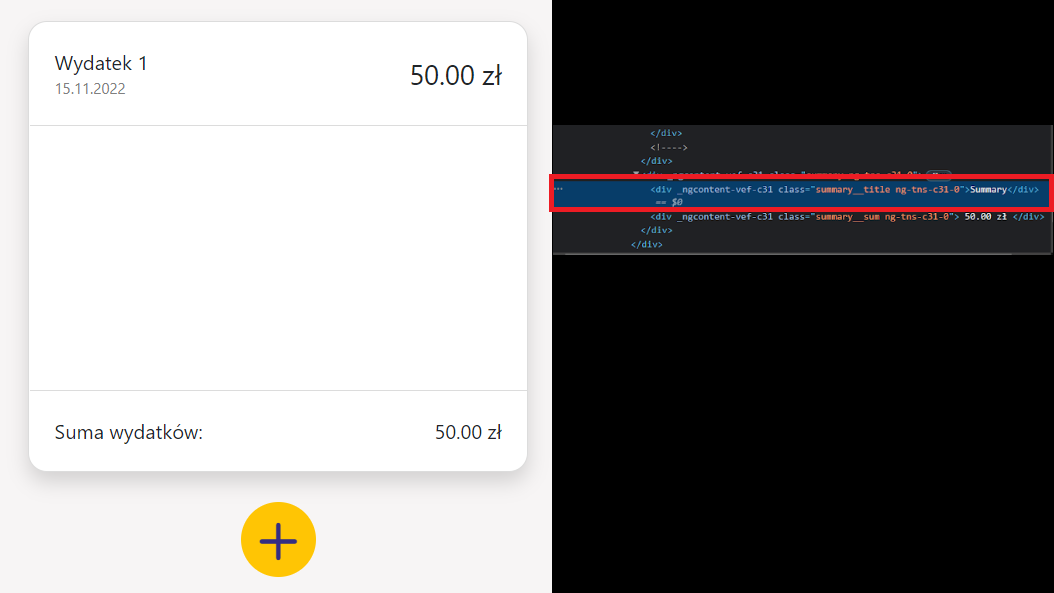 Wydatek 1
50.00 zł
15.11.2022
Suma wydatków:
50.00 zł
</div>
<!---->
</div>
<div _ngcontent-vef-c31 class="summary__title ng-tns-c31-0">Summary</div>
== $0
<div _ngcontent-vef-c31 class="summary__sum ng-tns-c31-0"> 50.00 zł </div>
</div>
</div>